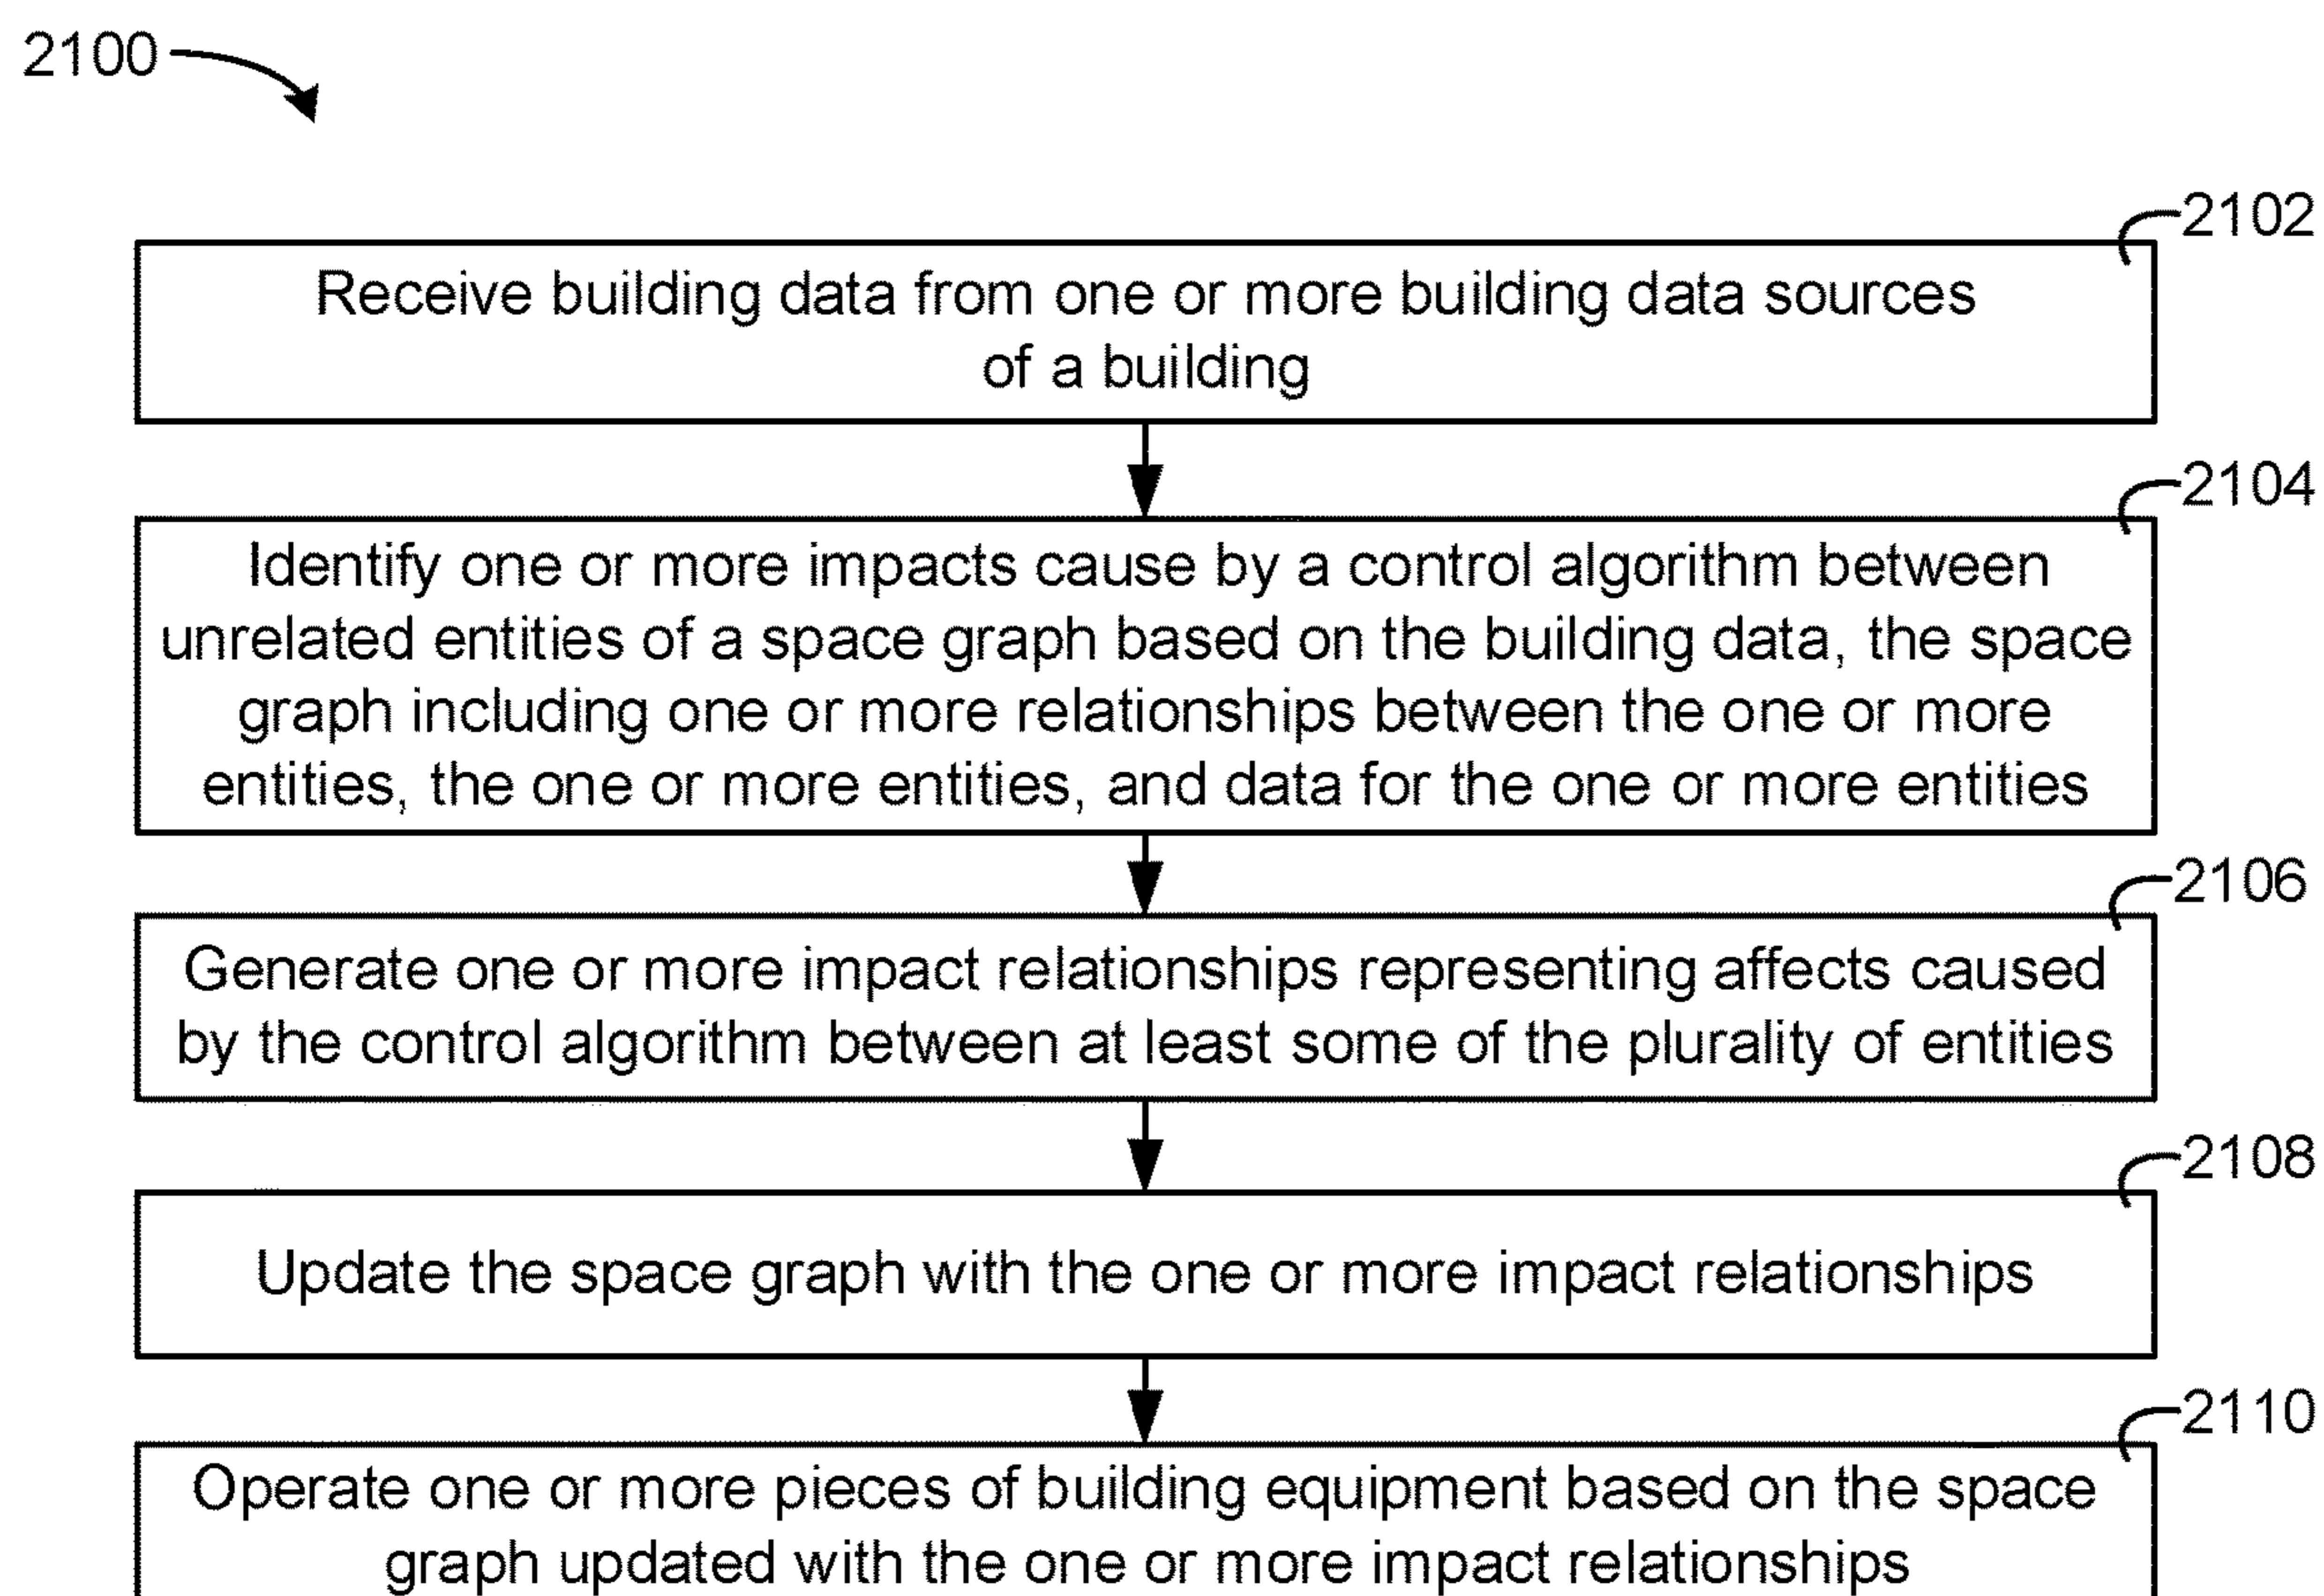 2100
2102
Receive building data from one or more building data sources
of a building
2104
Identify one or more impacts cause by a control algorithm between
unrelated entities of a space graph based on the building data, the space
graph including one or more relationships between the one or more
entities, the one or more entities, and data for the one or more entities
2106
Generate one or more impact relationships representing affects caused
by the control algorithm between at least some of the plurality of entities
2108
Update the space graph with the one or more impact relationships
2110
Operate one or more pieces of building equipment based on the space
graph updated with the one or more impact relationships